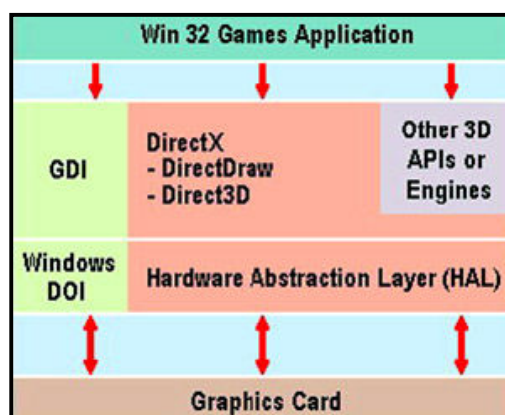 Win 32 Games Application
GDI
DirectX
- DirectDraw
- Direct3D
Other 3D
APIs or
Engines
Windows
DOI
Hardware Abstraction Layer (HAL)
Graphics Card